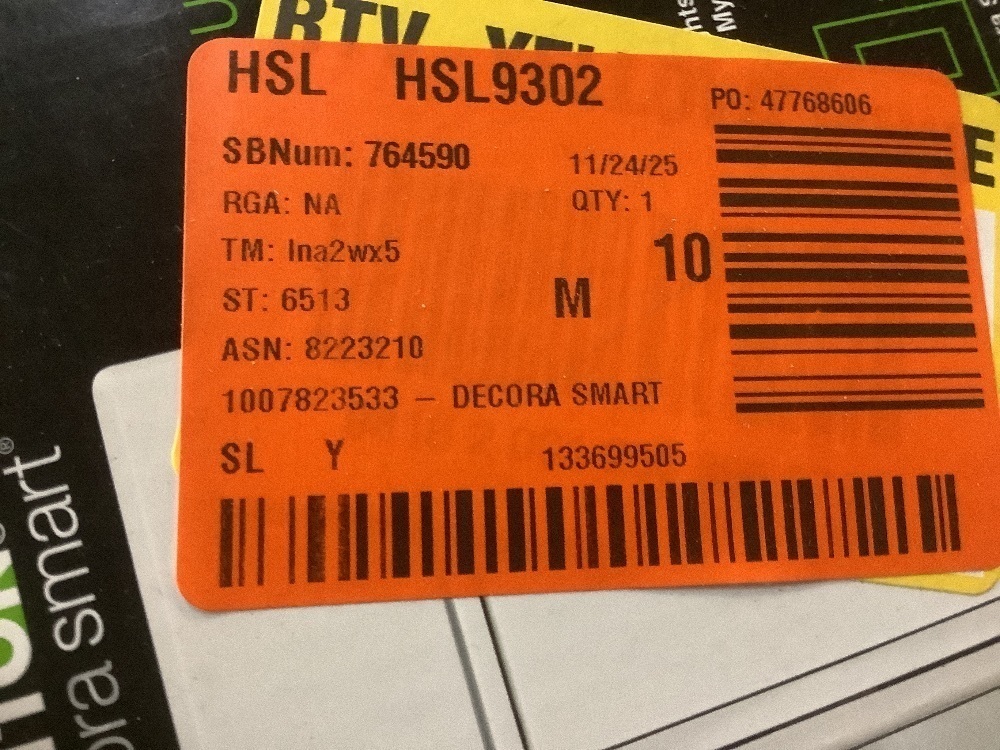 RTV
HSL HSL9302
PO: 47768606
SBNum: 764590 11/24/25
RGA: NA QTY: 1
TM: lna2wx5
10
ST: 6513 M
ASN: 8223210
1007823533 – DECORA SMART
SL Y 133699505
smart®